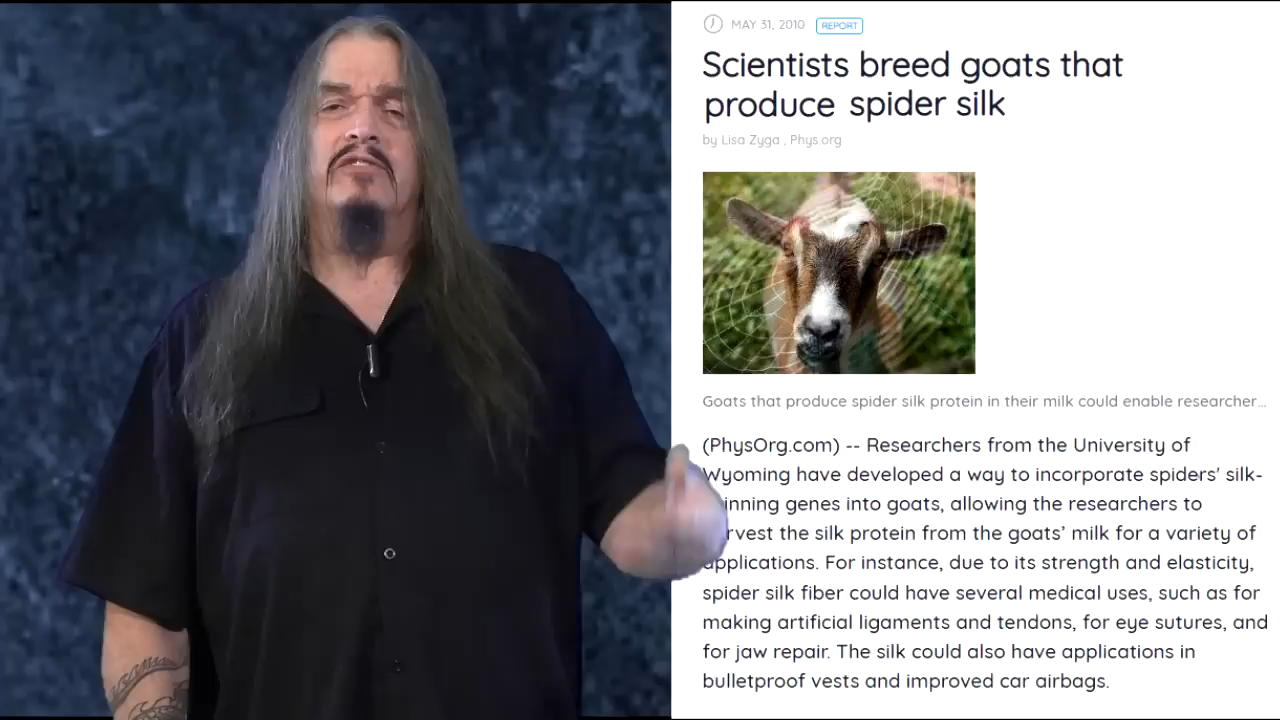 MAY 31, 2010 REPORT
Scientists breed goats that
produce spider silk
by Lisa Zyga , Phys.org
Goats that produce spider silk protein in their milk could enable researcher...
(PhysOrg.com) -- Researchers from the University of
Wyoming have developed a way to incorporate spiders' silk-
genes into goats, allowing the researchers to
the silk protein from the goats’ milk for a variety of
applications. For instance, due to its strength and elasticity,
spider silk fiber could have several medical uses, such as for
making artificial ligaments and tendons, for eye sutures, and
for jaw repair. The silk could also have applications in
bulletproof vests and improved car airbags.